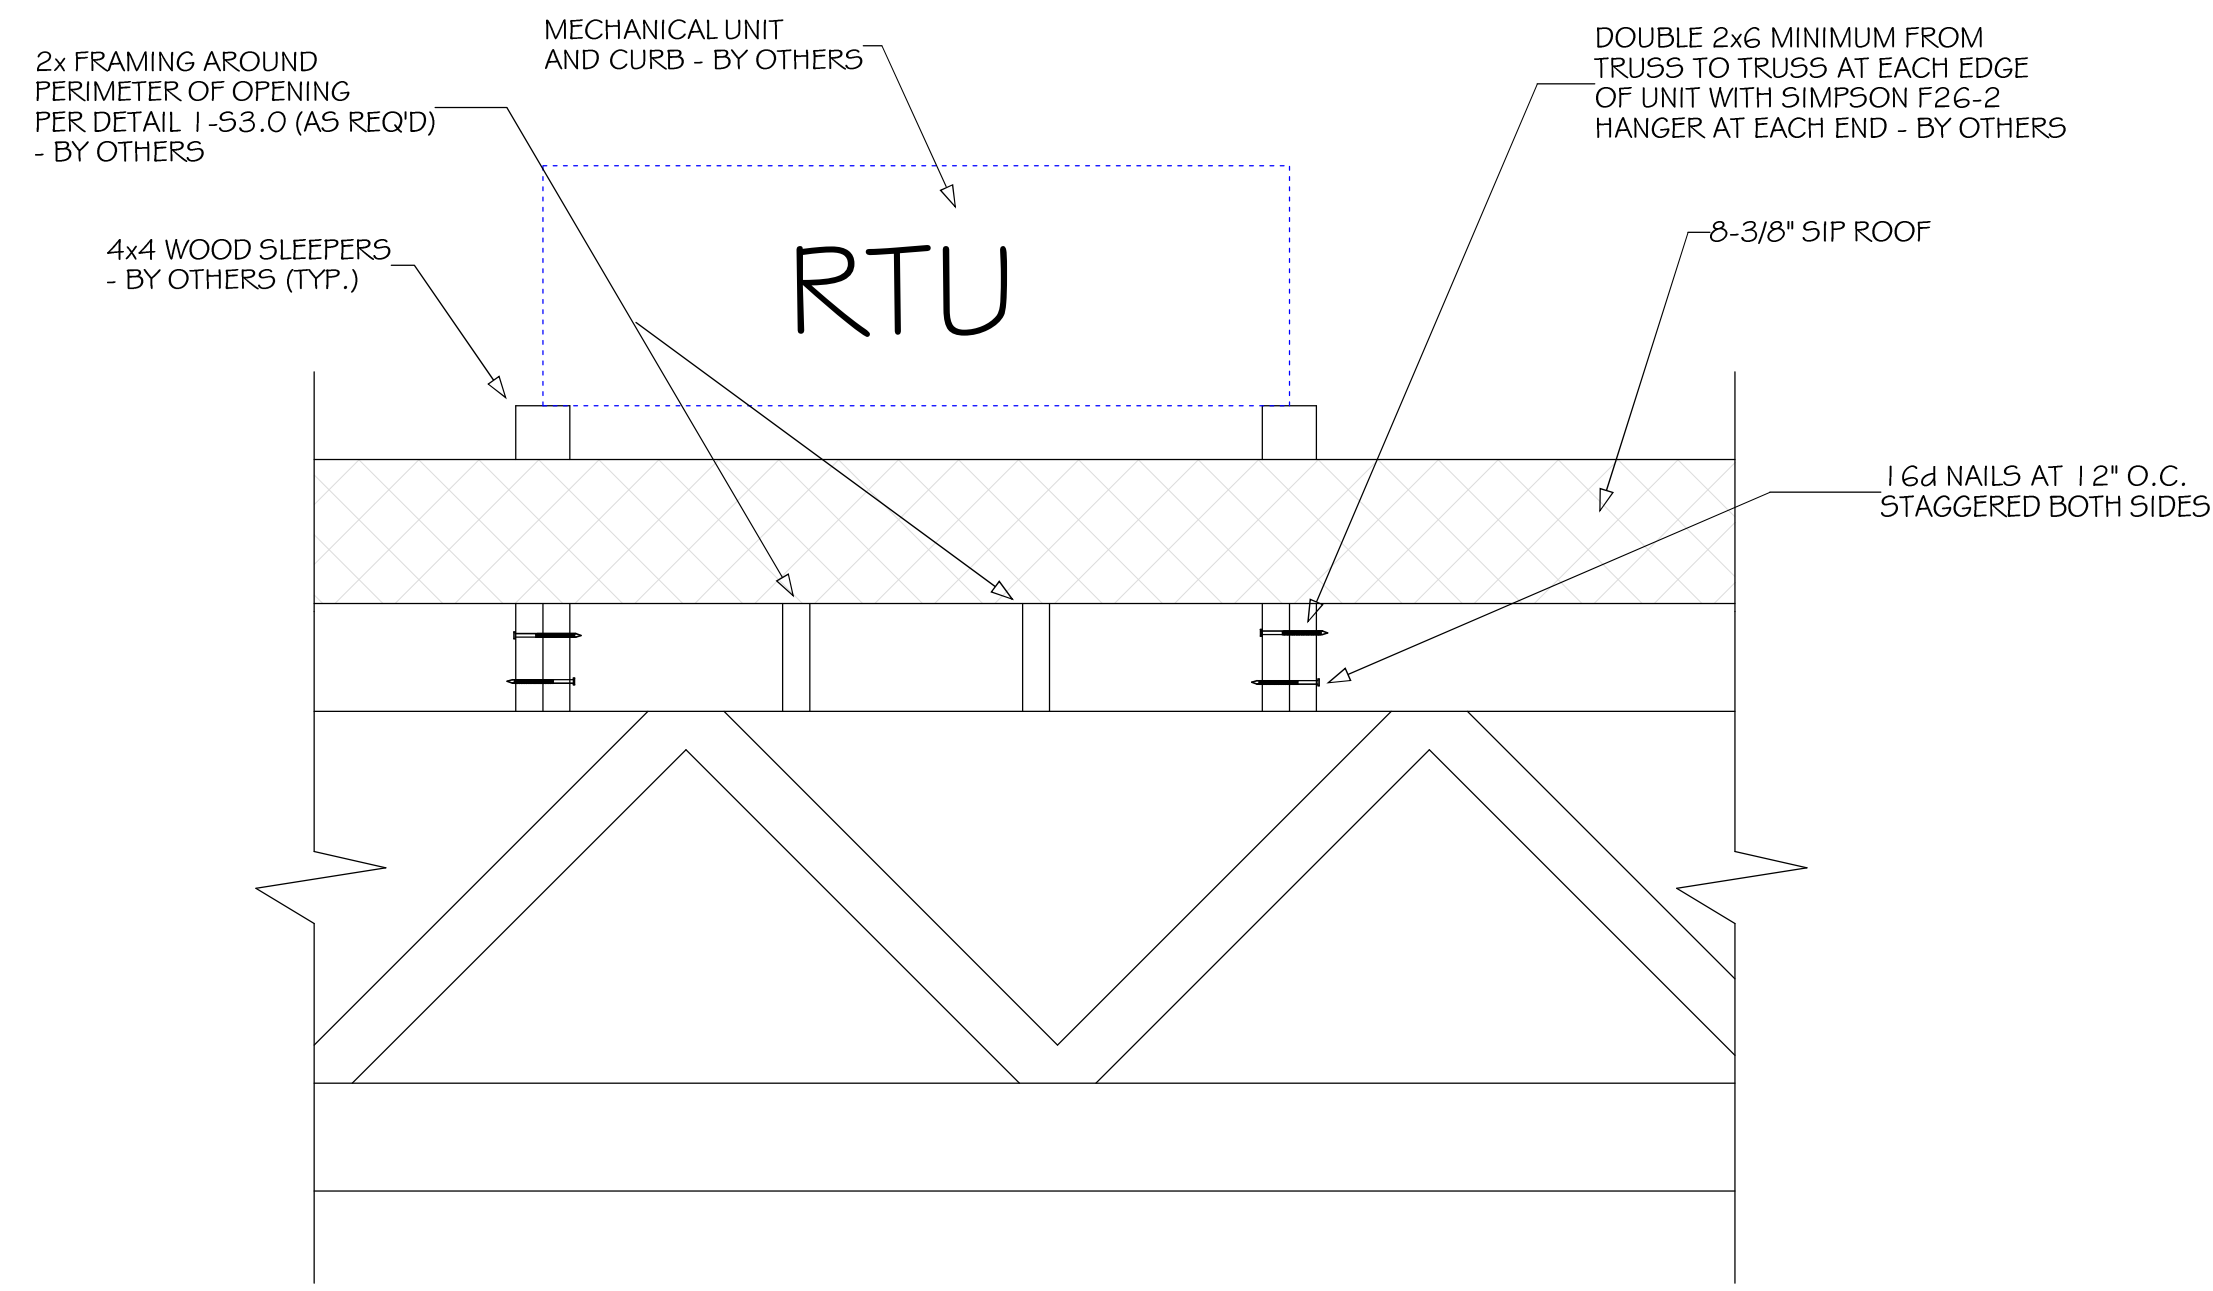 MECHANICAL UNIT
AND CURB - BY OTHERS
2x FRAMING AROUND
PERIMETER OF OPENING
PER DETAIL 1-S3.0 (AS REQ'D)
- BY OTHERS
DOUBLE 2x6 MINIMUM FROM
TRUSS TO TRUSS AT EACH EDGE
OF UNIT WITH SIMPSON F26-2
HANGER AT EACH END - BY OTHERS
4x4 WOOD SLEEPERS
- BY OTHERS (TYP.)
RTU
8-3/8" SIP ROOF
16d NAILS AT 12" O.C.
STAGGERED BOTH SIDES